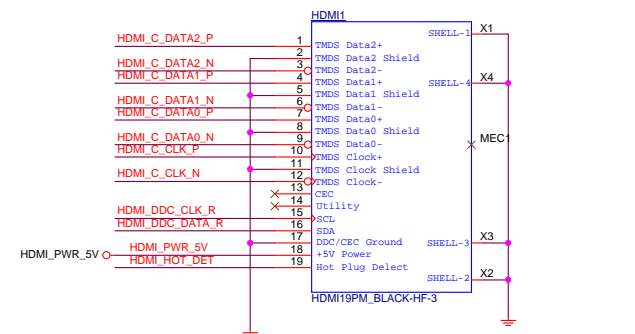 HDMI1
HDMI_C_DATA2_P 1 TMDS Data2+ SHELL-1 X1
2 TMDS Data2 Shield
HDMI_C_DATA2_N 3 TMDS Data2-
HDMI_C_DATA1_P 4 TMDS Data1+ SHELL-4 X4
5 TMDS Data1 Shield
HDMI_C_DATA1_N 6 TMDS Data1-
HDMI_C_DATA0_P 7 TMDS Data0+
8 TMDS Data0 Shield
HDMI_C_DATA0_N 9 TMDS Data0- MEC1
HDMI_C_CLK_P 10 TMDS Clock+
11 TMDS Clock Shield
HDMI_C_CLK_N 12 TMDS Clock-
13 CEC
14 Utility
HDMI_DDC_CLK_R 15 SCL
HDMI_DDC_DATA_R 16 SDA
17 DDC/CEC Ground SHELL-3 X3
HDMI_PWR_5V HDMI_PWR_5V 18 +5V Power
HDMI_HOT_DET 19 Hot Plug Delect
SHELL-2 X2
HDMI19PM_BLACK-HF-3